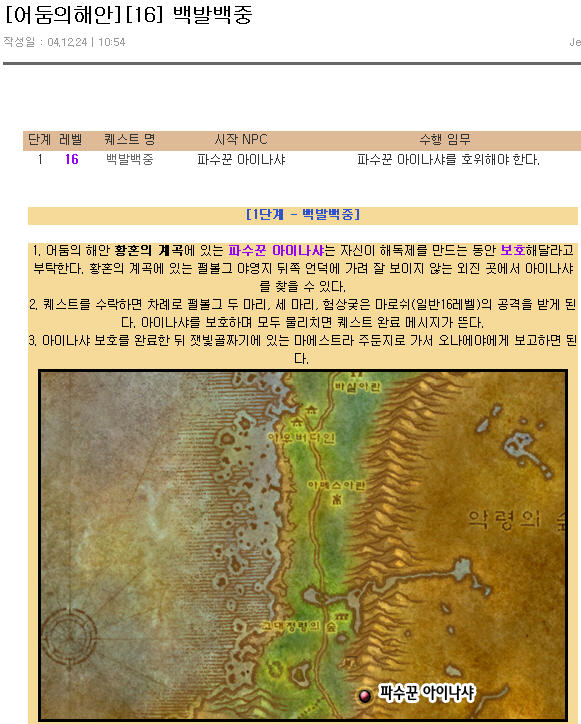 [어둠의해안][16] 백발백중
작성일 : 04.12.24 | 10:54
Je
단계 레벨 퀘스트 명 시작 NPC 수행 임무
1 16 백발백중 파수꾼 아이나샤 파수꾼 아이나샤를 호위해야 한다.
[1단계 - 백발백중]
1. 어둠의 해안 황혼의 계곡에 있는 파수꾼 아이나샤는 자신이 해독제를 만드는 동안 보호해달라고
부탁한다. 황혼의 계곡에 있는 펄볼그 야영지 뒤쪽 언덕에 가려 잘 보이지 않는 외진 곳에서 아이나샤
를 찾을 수 있다.
2. 퀘스트를 수락하면 차례로 펄볼그 두 마리, 세 마리, 험상궂은 마로쉬(일반16레벨)의 공격을 받게 된
다. 아이나샤를 보호하며 모두 물리치면 퀘스트 완료 메시지가 뜬다.
3. 아이나샤 보호를 완료한 뒤 잿빛골짜기에 있는 마에스트라 주둔지로 가서 오나에야에게 보고하면 된
다.
바실아란
아우버다인
아메스아란
악령의 숲
고대정령의 숲
파수꾼 아이나샤